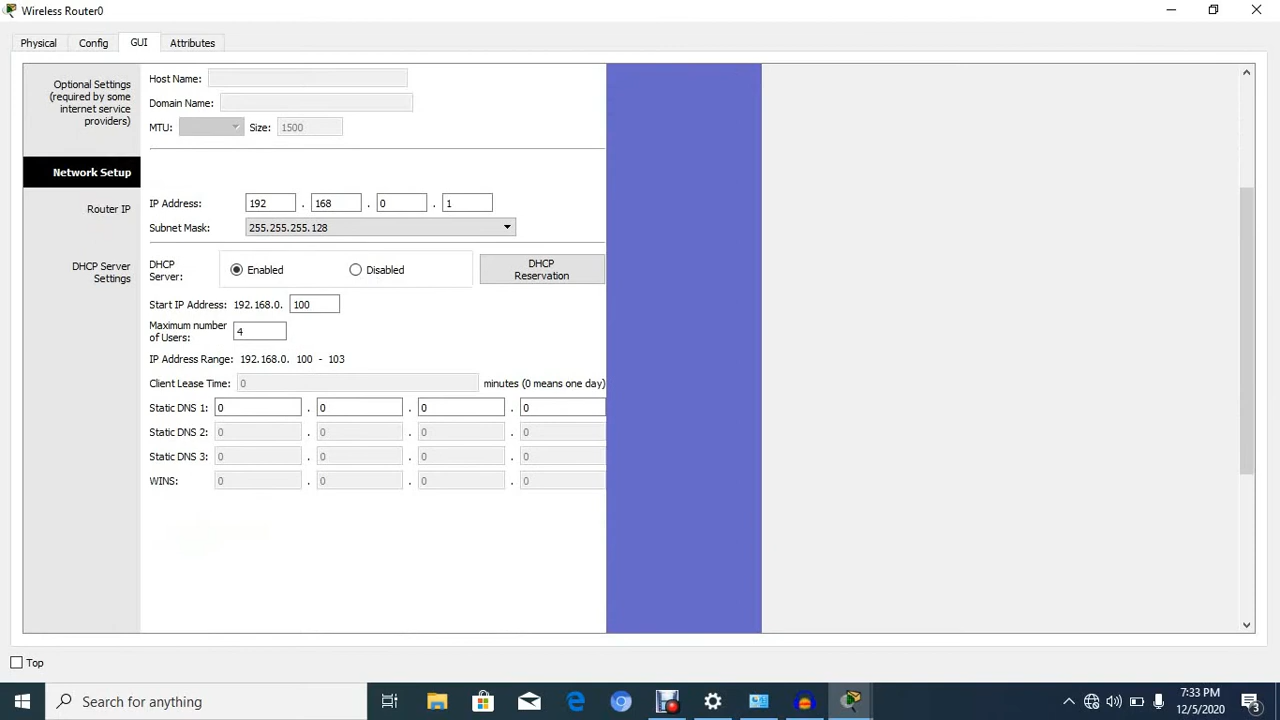 Wireless Router0
Physical Config GUI Attributes
Optional Settings
(required by some
internet service
providers)
Host Name:
Domain Name:
MTU: Size: 1500
Network Setup
Router IP
IP Address: 192 . 168 . 0 . 1
Subnet Mask: 255.255.255.128
DHCP Server
Settings
DHCP
Server: Enabled Disabled DHCP
Reservation
Start IP Address: 192.168.0. 100
Maximum number
of Users: 4
IP Address Range: 192.168.0. 100 - 103
Client Lease Time: 0 minutes (0 means one day)
Static DNS 1: 0 . 0 . 0 . 0
Static DNS 2: 0 . 0 . 0 . 0
Static DNS 3: 0 . 0 . 0 . 0
WINS: 0 . 0 . 0 . 0
Top
Search for anything
7:33 PM
12/5/2020
3